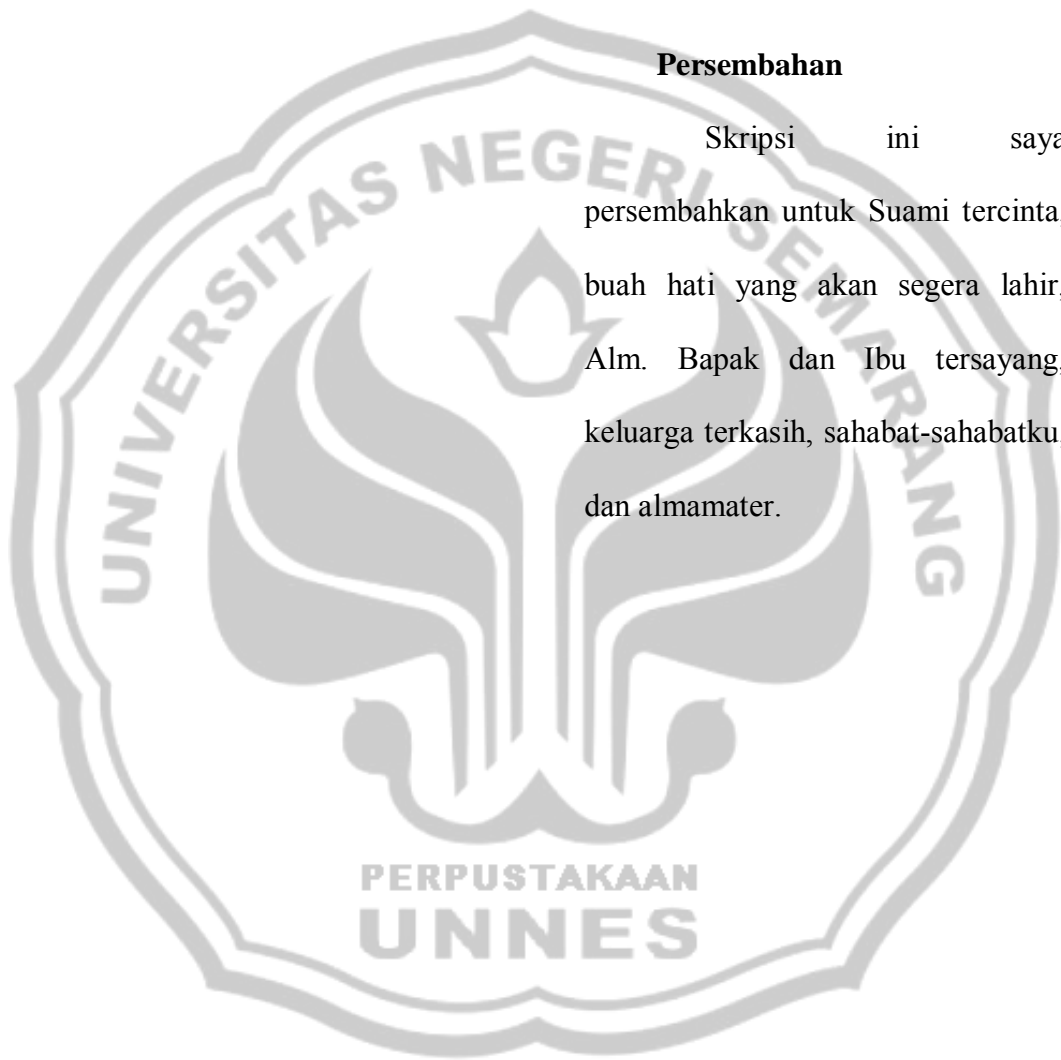 Persembahan
Skripsi ini saya
persembahkan untuk Suami tercinta,
buah hati yang akan segera lahir,
Alm. Bapak dan Ibu tersayang,
keluarga terkasih, sahabat-sahabatku,
dan almamater.
UNIVERSITAS NEGERI SEMARANG
PERPUSTAKAAN
UNNES